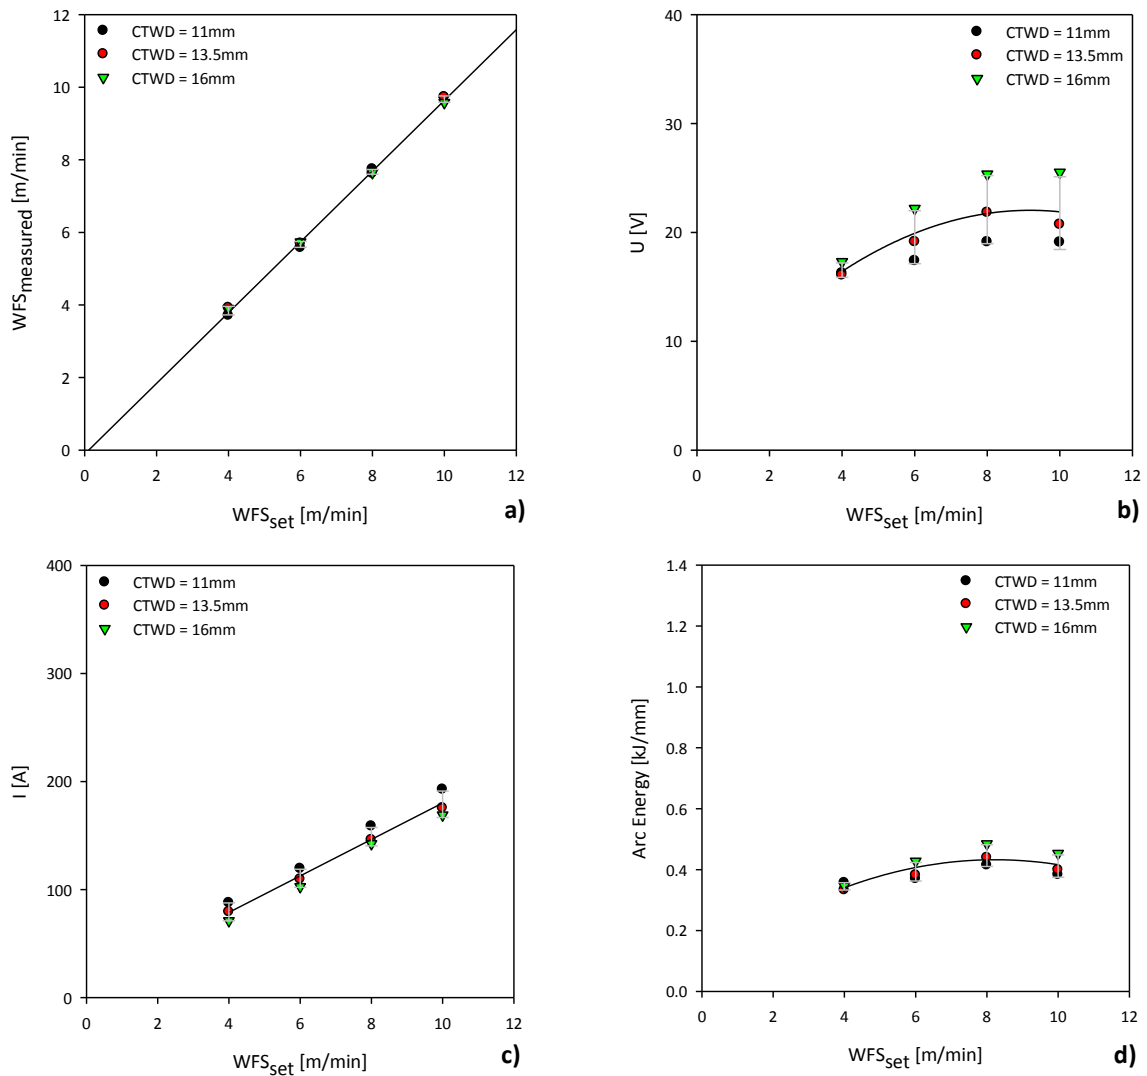 12
10
8
6
4
2
0
WFSmeasured [m/min]
CTWD = 11mm
CTWD = 13.5mm
CTWD = 16mm
0 2 4 6 8 10 12
WFSset [m/min]
a)
40
30
20
10
0
U [V]
CTWD = 11mm
CTWD = 13.5mm
CTWD = 16mm
0 2 4 6 8 10 12
WFSset [m/min]
b)
400
300
200
100
0
I [A]
CTWD = 11mm
CTWD = 13.5mm
CTWD = 16mm
0 2 4 6 8 10 12
WFSset [m/min]
c)
1.4
1.2
1.0
0.8
0.6
0.4
0.2
0.0
Arc Energy [kJ/mm]
CTWD = 11mm
CTWD = 13.5mm
CTWD = 16mm
0 2 4 6 8 10 12
WFSset [m/min]
d)